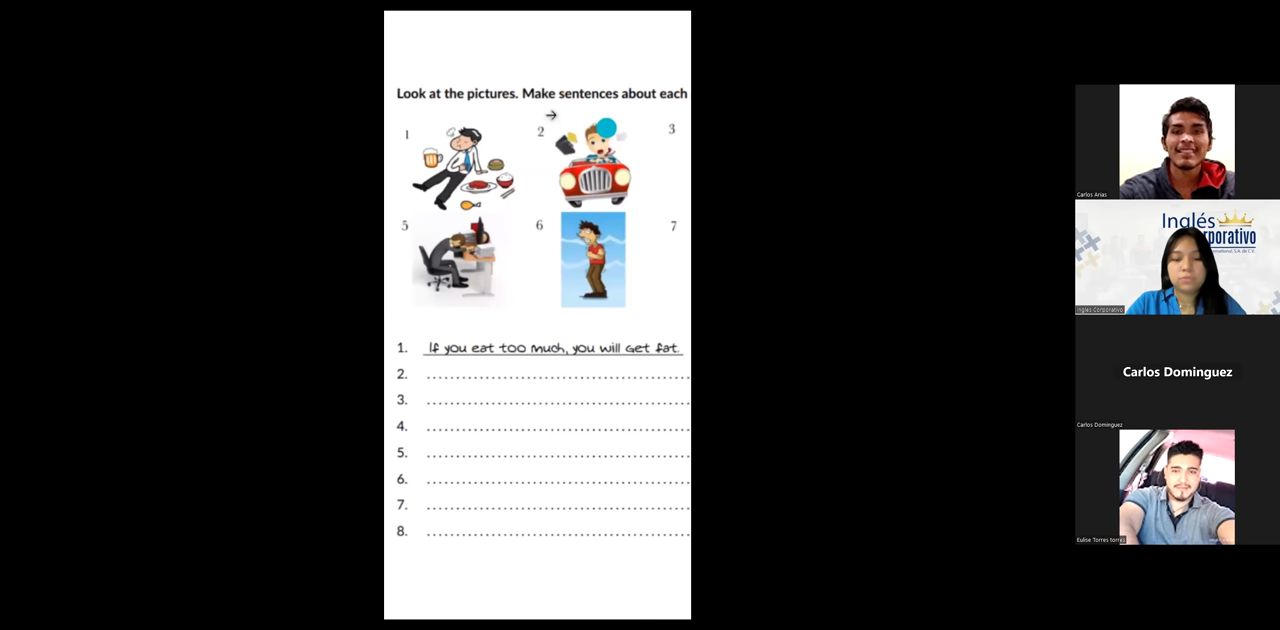 Look at the pictures. Make sentences about each
1
2
3
5
6
7
1. If you eat too much, you will get fat.
2.
3.
4.
5.
6.
7.
8.
Carlos Arias
Inglés
Corporativo
Carlos Dominguez
Carlos Dominguez
Eulise Torres torres